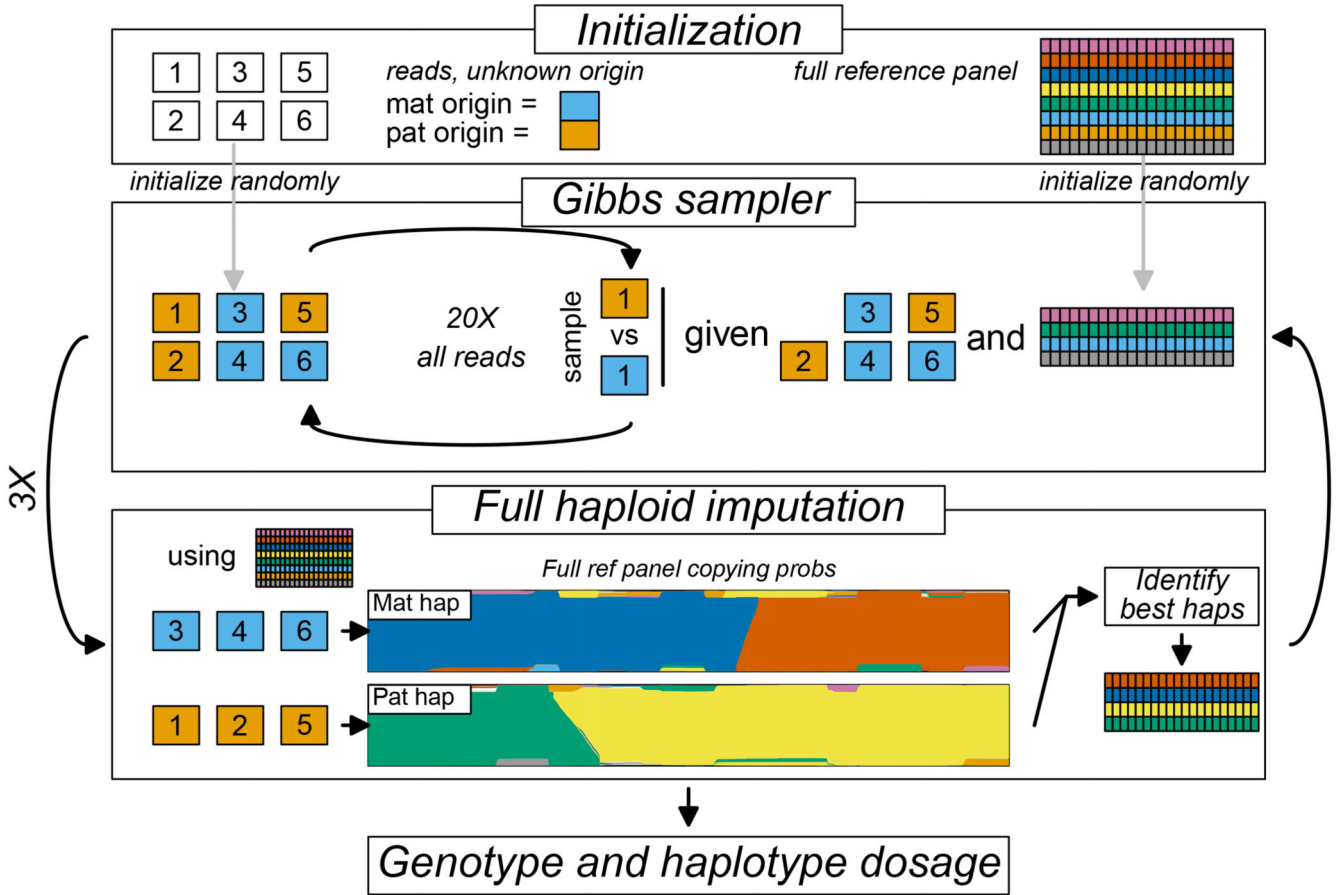 Initialization
1 3 5
2 4 6
reads, unknown origin
mat origin =
pat origin =
full reference panel
initialize randomly
initialize randomly
Gibbs sampler
1 3 5
2 4 6
20X
all reads
sample
1
vs
1
given
3 5
2 4 6
and
3X
Full haploid imputation
using
Full ref panel copying probs
3 4 6
Mat hap
1 2 5
Pat hap
Identify
best haps
Genotype and haplotype dosage